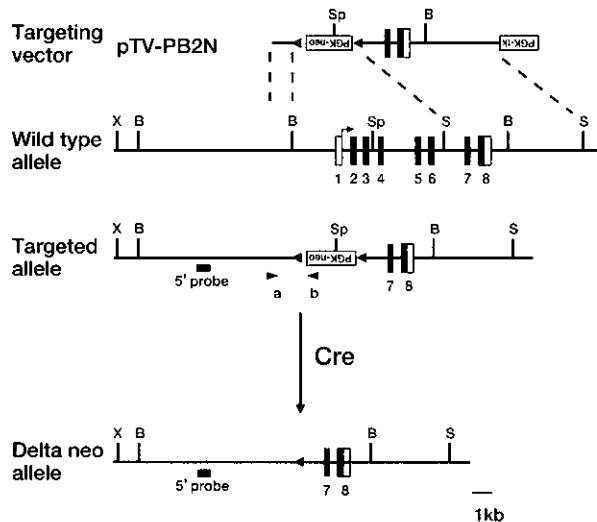 Targeting vector pTV-PB2N
Sp B
PGK-neo PGK-tk
1
Wild type allele
X B B Sp S B S
1 2 3 4 5 6 7 8
Targeted allele
X B Sp B S
PGK-neo
5' probe 7 8
a b
Cre
Delta neo allele
X B B S
5' probe 7 8
1kb